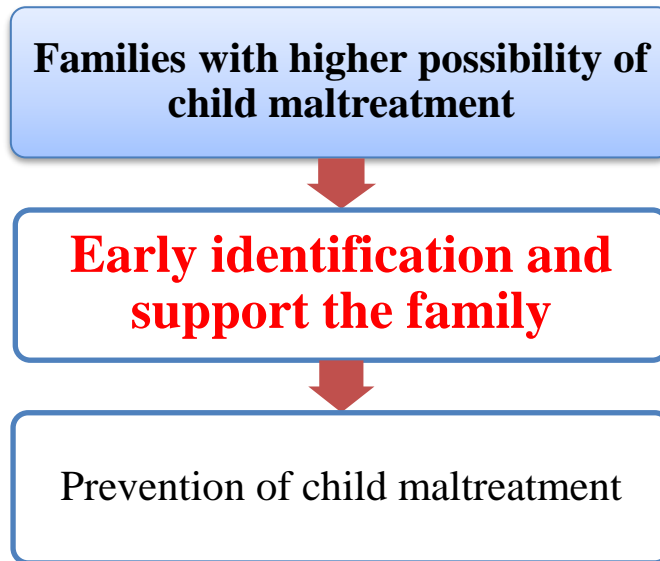 Families with higher possibility of
child maltreatment
Early identification and
support the family
Prevention of child maltreatment